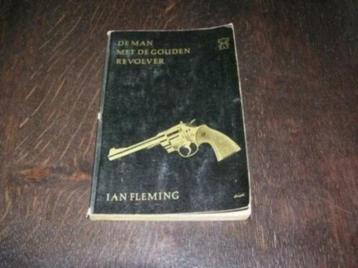 DE MAN
MET DE GOUDEN
REVOLVER
IAN FLEMING